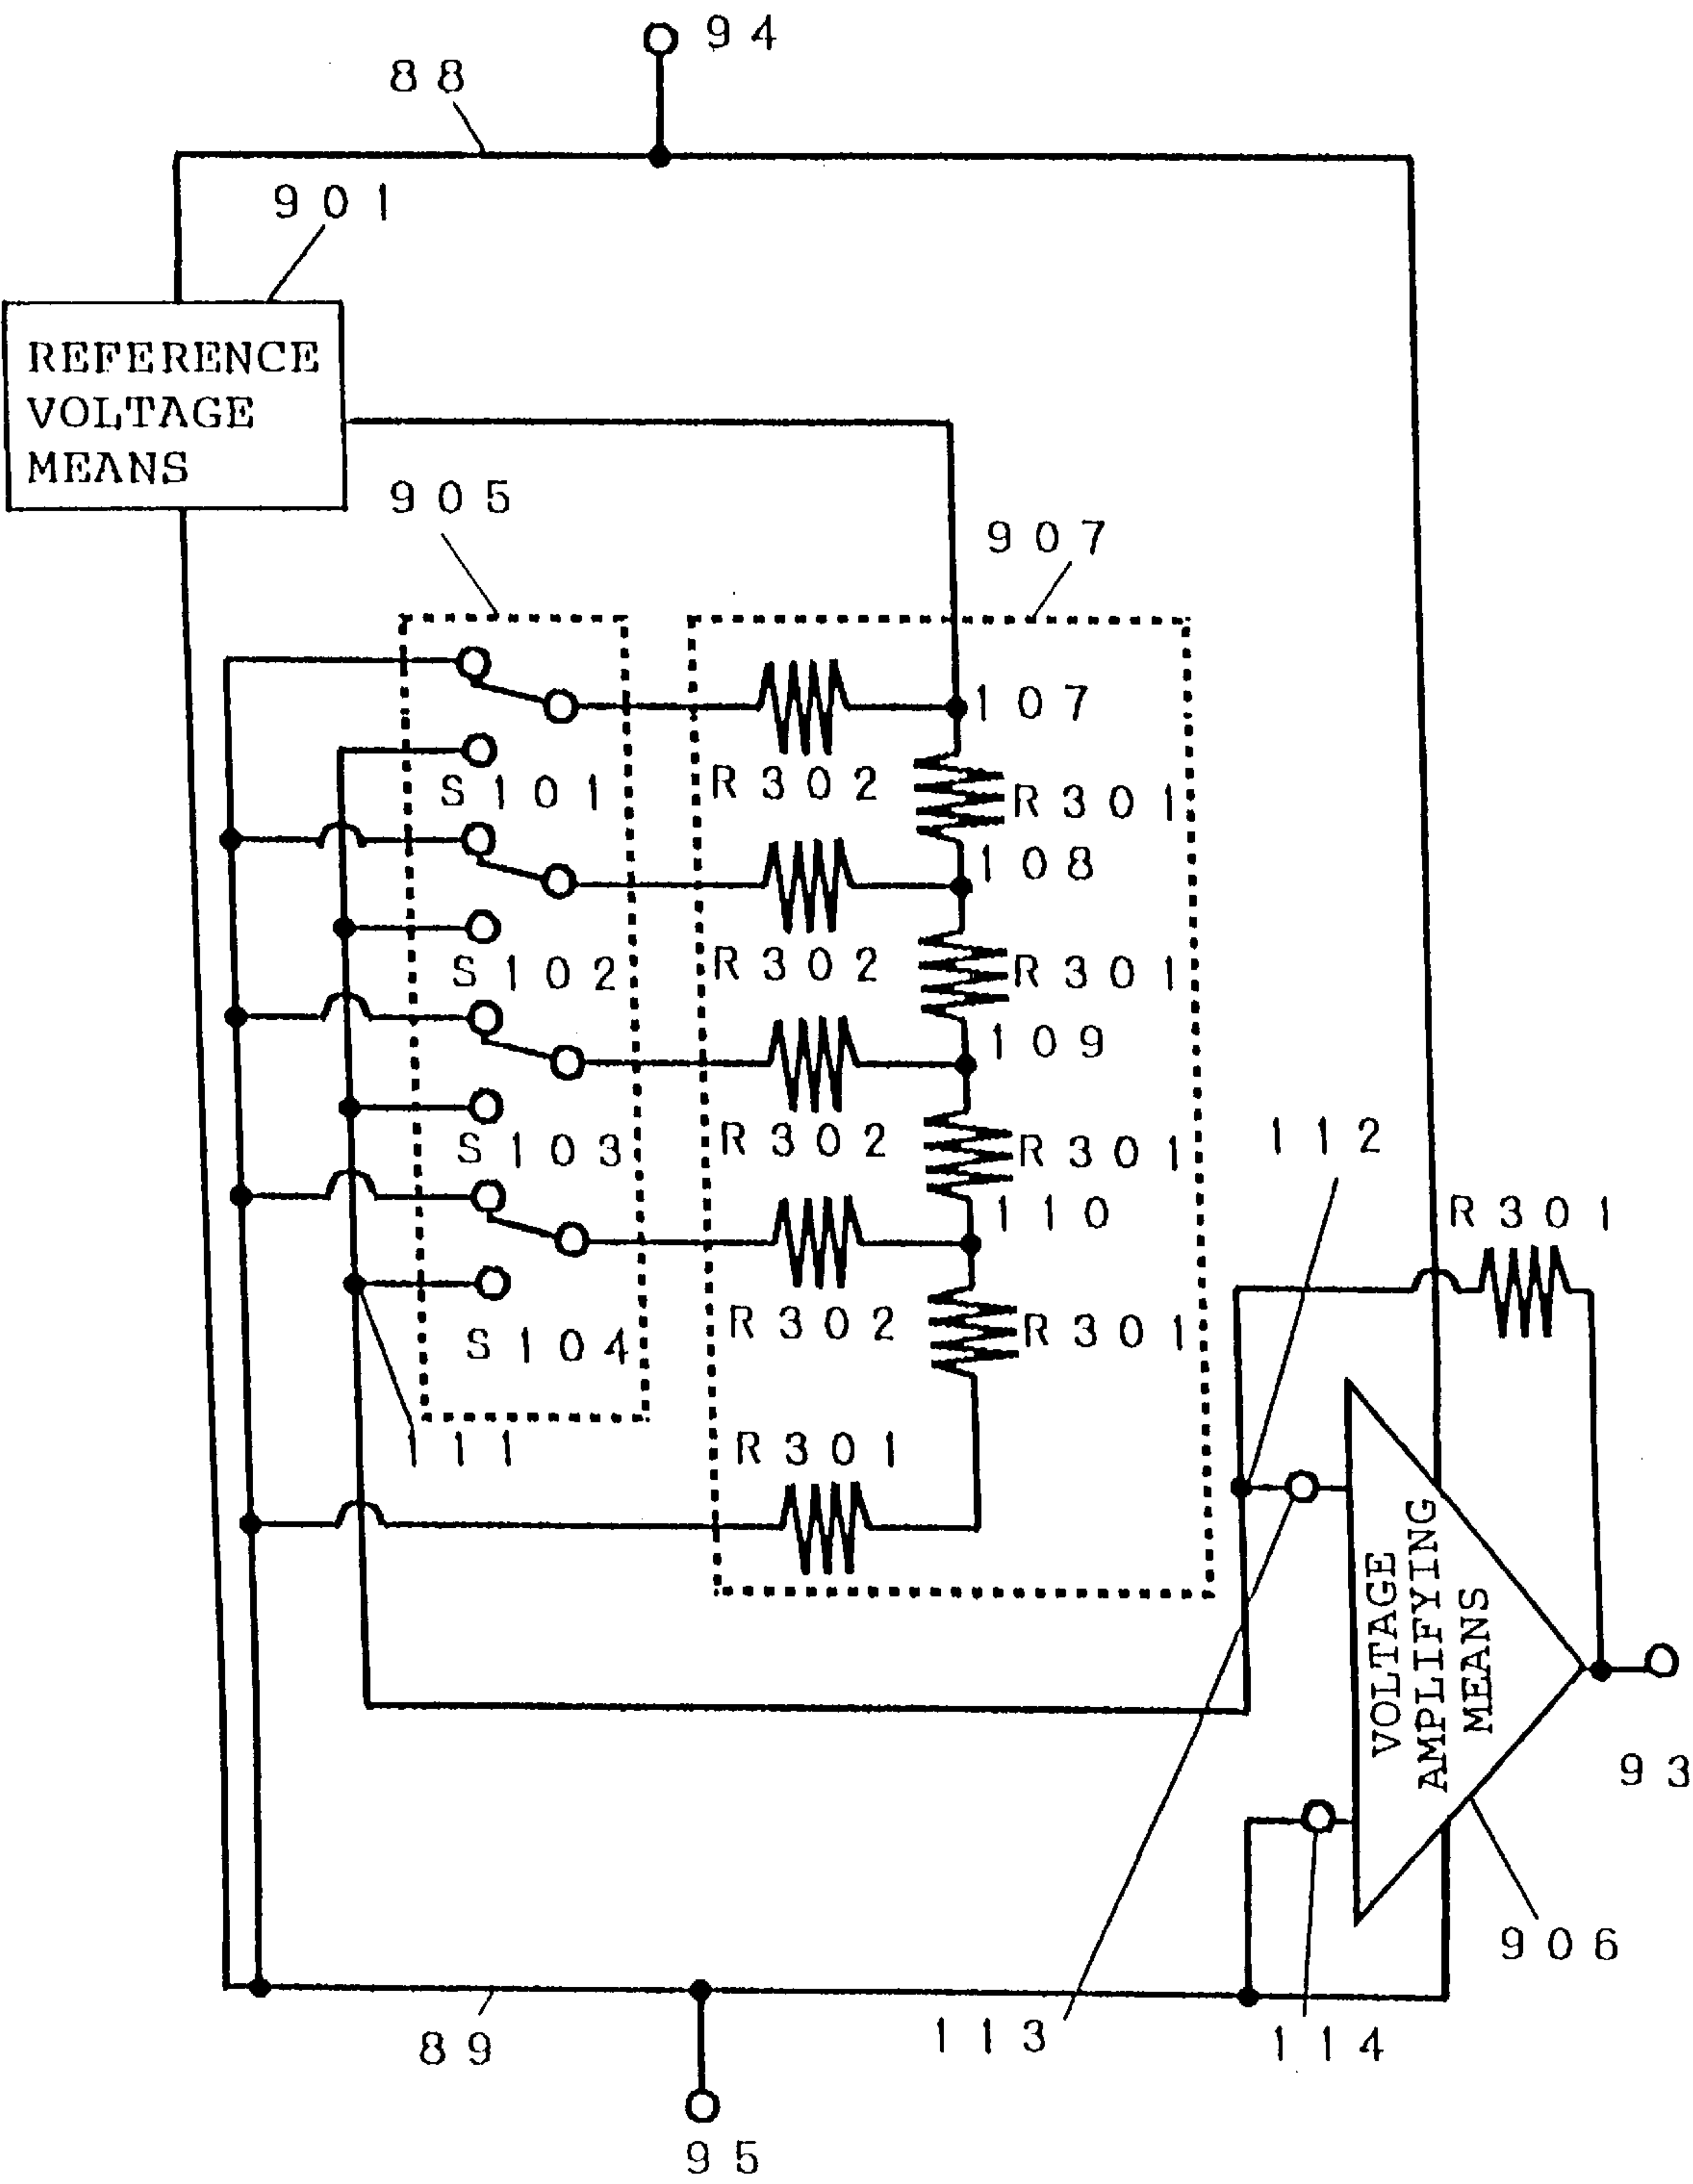 94
88
901
REFERENCE
VOLTAGE
MEANS
905
907
107
S101
R302
R301
108
S102
R302
R301
109
S103
R302
R301
112
110
R301
S104
R302
R301
111
R301
VOLTAGE
AMPLIFYING
MEANS
93
906
89
113
114
95